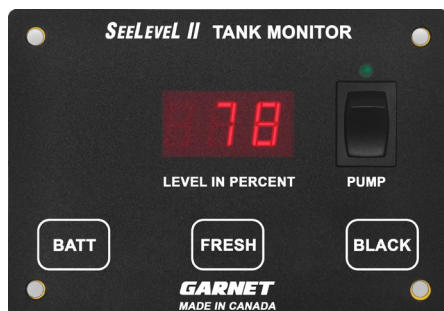 SEELEVEL II TANK MONITOR
78
LEVEL IN PERCENT PUMP
BATT FRESH BLACK
GARNET
MADE IN CANADA